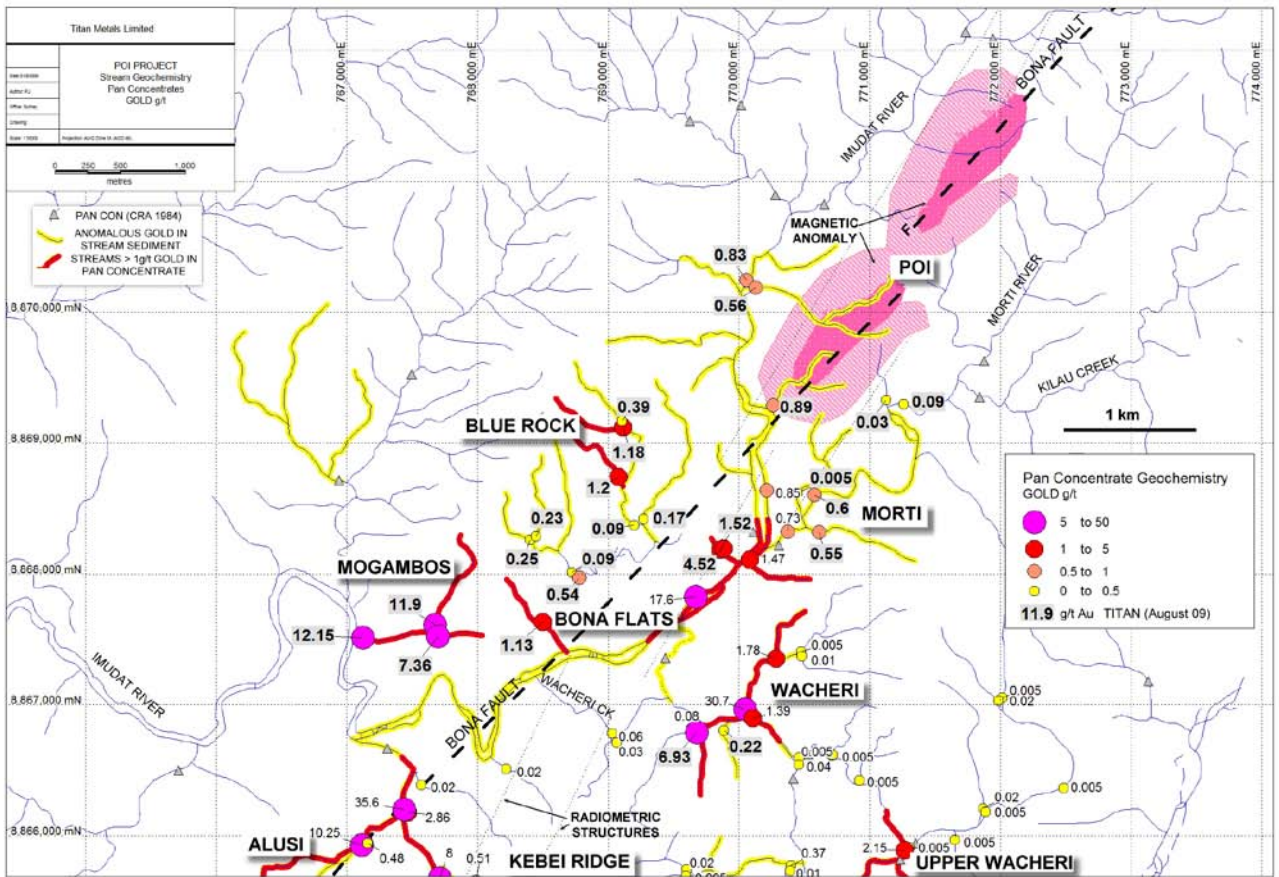 Titan Metals Limited
POI PROJECT
Stream Geochemistry
Pan Concentrates
GOLD g/t
0 250 500 1,000
metres
PAN CON (CRA 1984)
ANOMALOUS GOLD IN
STREAM SEDIMENT
STREAMS > 1g/t GOLD IN
PAN CONCENTRATE
767,000 mE
768,000 mE
769,000 mE
770,000 mE
771,000 mE
772,000 mE
773,000 mE
774,000 mE
BONA FAULT
IMUDAT RIVER
MAGNETIC
ANOMALY
F
POI
MORTI RIVER
0.83
0.56
8,670,000 mN
KILAU CREEK
0.89
0.09
0.03
1 km
0.39
BLUE ROCK
8,669,000 mN
1.18
1.2
0.85
0.005
0.6
MORTI
0.23
0.09
0.17
0.73
0.55
1.52
0.25
0.09
4.52
1.47
8,668,000 mN
MOGAMBOS
0.54
17.6
11.9
12.15
7.36
1.13
BONA FLATS
Pan Concentrate Geochemistry
GOLD g/t
5 to 50
1 to 5
0.5 to 1
0 to 0.5
11.9 g/t Au TITAN (August 09)
IMUDAT RIVER
1.78
0.005
0.01
WACHERI CK
WACHERI
8,667,000 mN
BONA FAULT
30.7
1.39
0.005
0.02
0.08
6.93
0.22
0.06
0.03
0.005
0.04
0.005
0.005
0.02
0.02
35.6
2.86
RADIOMETRIC
STRUCTURES
0.02
0.005
8,666,000 mN
ALUSI
10.25
0.48
8
0.51
KEBEI RIDGE
0.02
0.005
0.37
0.01
2.15
0.005
0.005
UPPER WACHERI